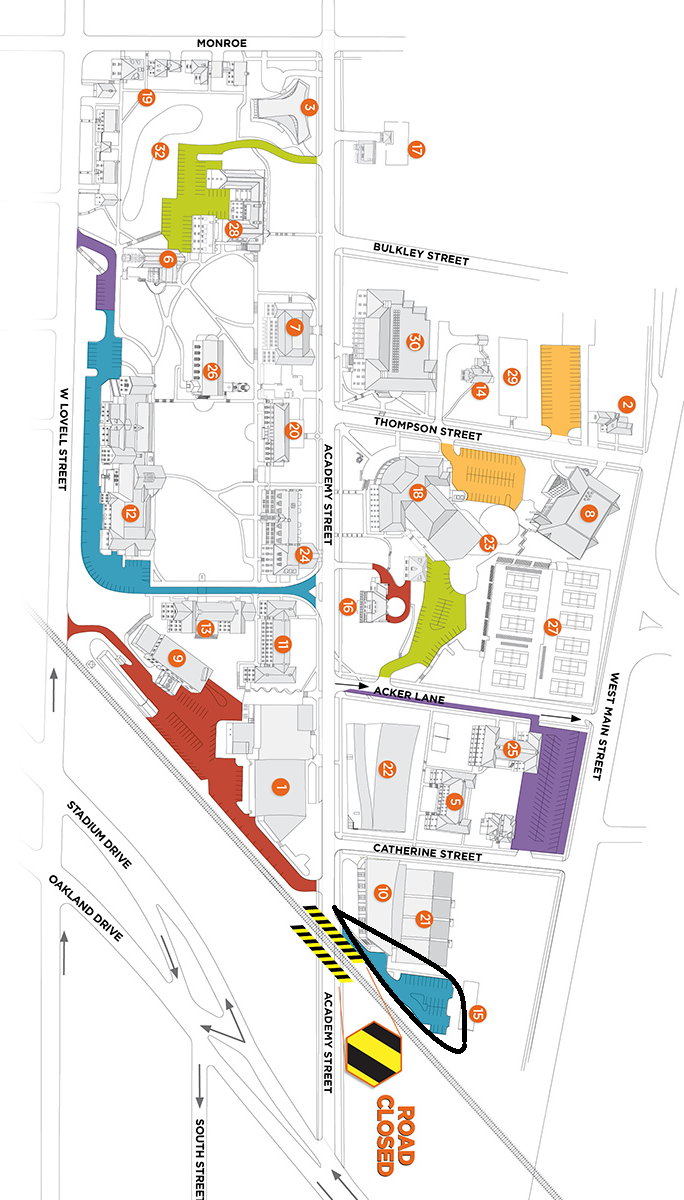 MONROE
3
19
17
32
28
BULKLEY STREET
6
7
30
26
29
14
2
W LOVELL STREET
THOMPSON STREET
20
ACADEMY STREET
18
12
8
23
24
16
13
27
11
9
ACKER LANE
WEST MAIN STREET
25
22
1
5
STADIUM DRIVE
CATHERINE STREET
OAKLAND DRIVE
10
21
15
ACADEMY STREET
ROAD
CLOSED
SOUTH STREET